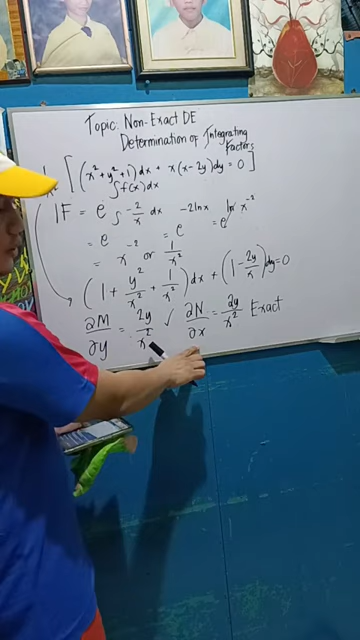 Topic: Non-Exact DE
Determination of Integrating Factors
[(x² + y² + 1)dx + x(x - 2y)dy = 0]
∫f(x)dx
IF = e ∫ -2/x dx -2lnx ln x⁻²
= e = e = e
= x⁻² or 1/x²
(1 + y²/x² + 1/x²)dx + (1 - 2y/x)dy = 0
∂M/∂y = 2y/x² ✓ ∂N/∂x = 2y/x² Exact